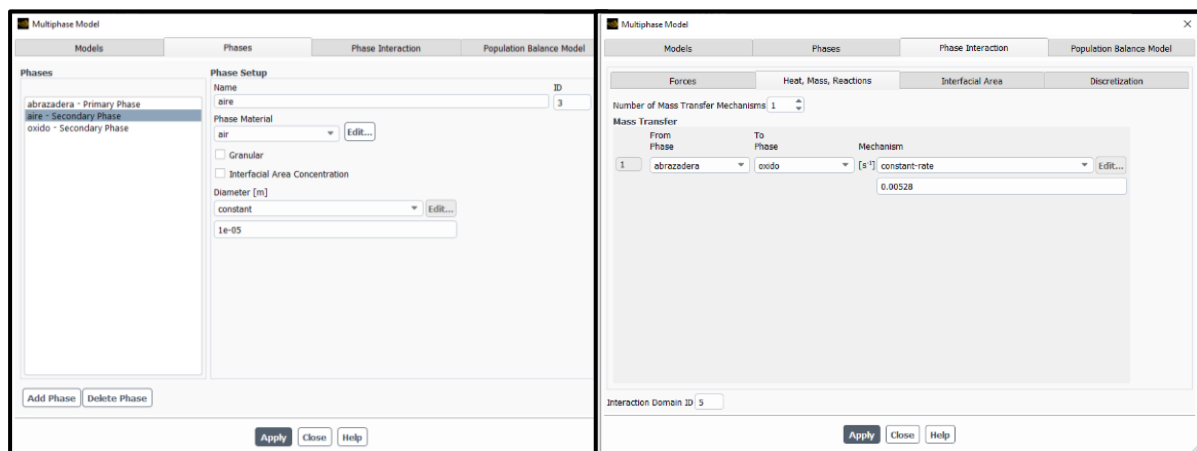 Multiphase Model
Models Phases Phase Interaction Population Balance Model
Phases
abrazadera - Primary Phase
aire - Secondary Phase
oxido - Secondary Phase
Phase Setup
Name ID
aire 3
Phase Material
air Edit...
Granular
Interfacial Area Concentration
Diameter [m]
constant Edit...
1e-05
Add Phase Delete Phase
Apply Close Help
Multiphase Model
Models Phases Phase Interaction Population Balance Model
Forces Heat, Mass, Reactions Interfacial Area Discretization
Number of Mass Transfer Mechanisms 1
Mass Transfer
From To
Phase Phase Mechanism
1 abrazadera oxido [s⁻¹] constant-rate Edit...
0.00528
Interaction Domain ID 5
Apply Close Help